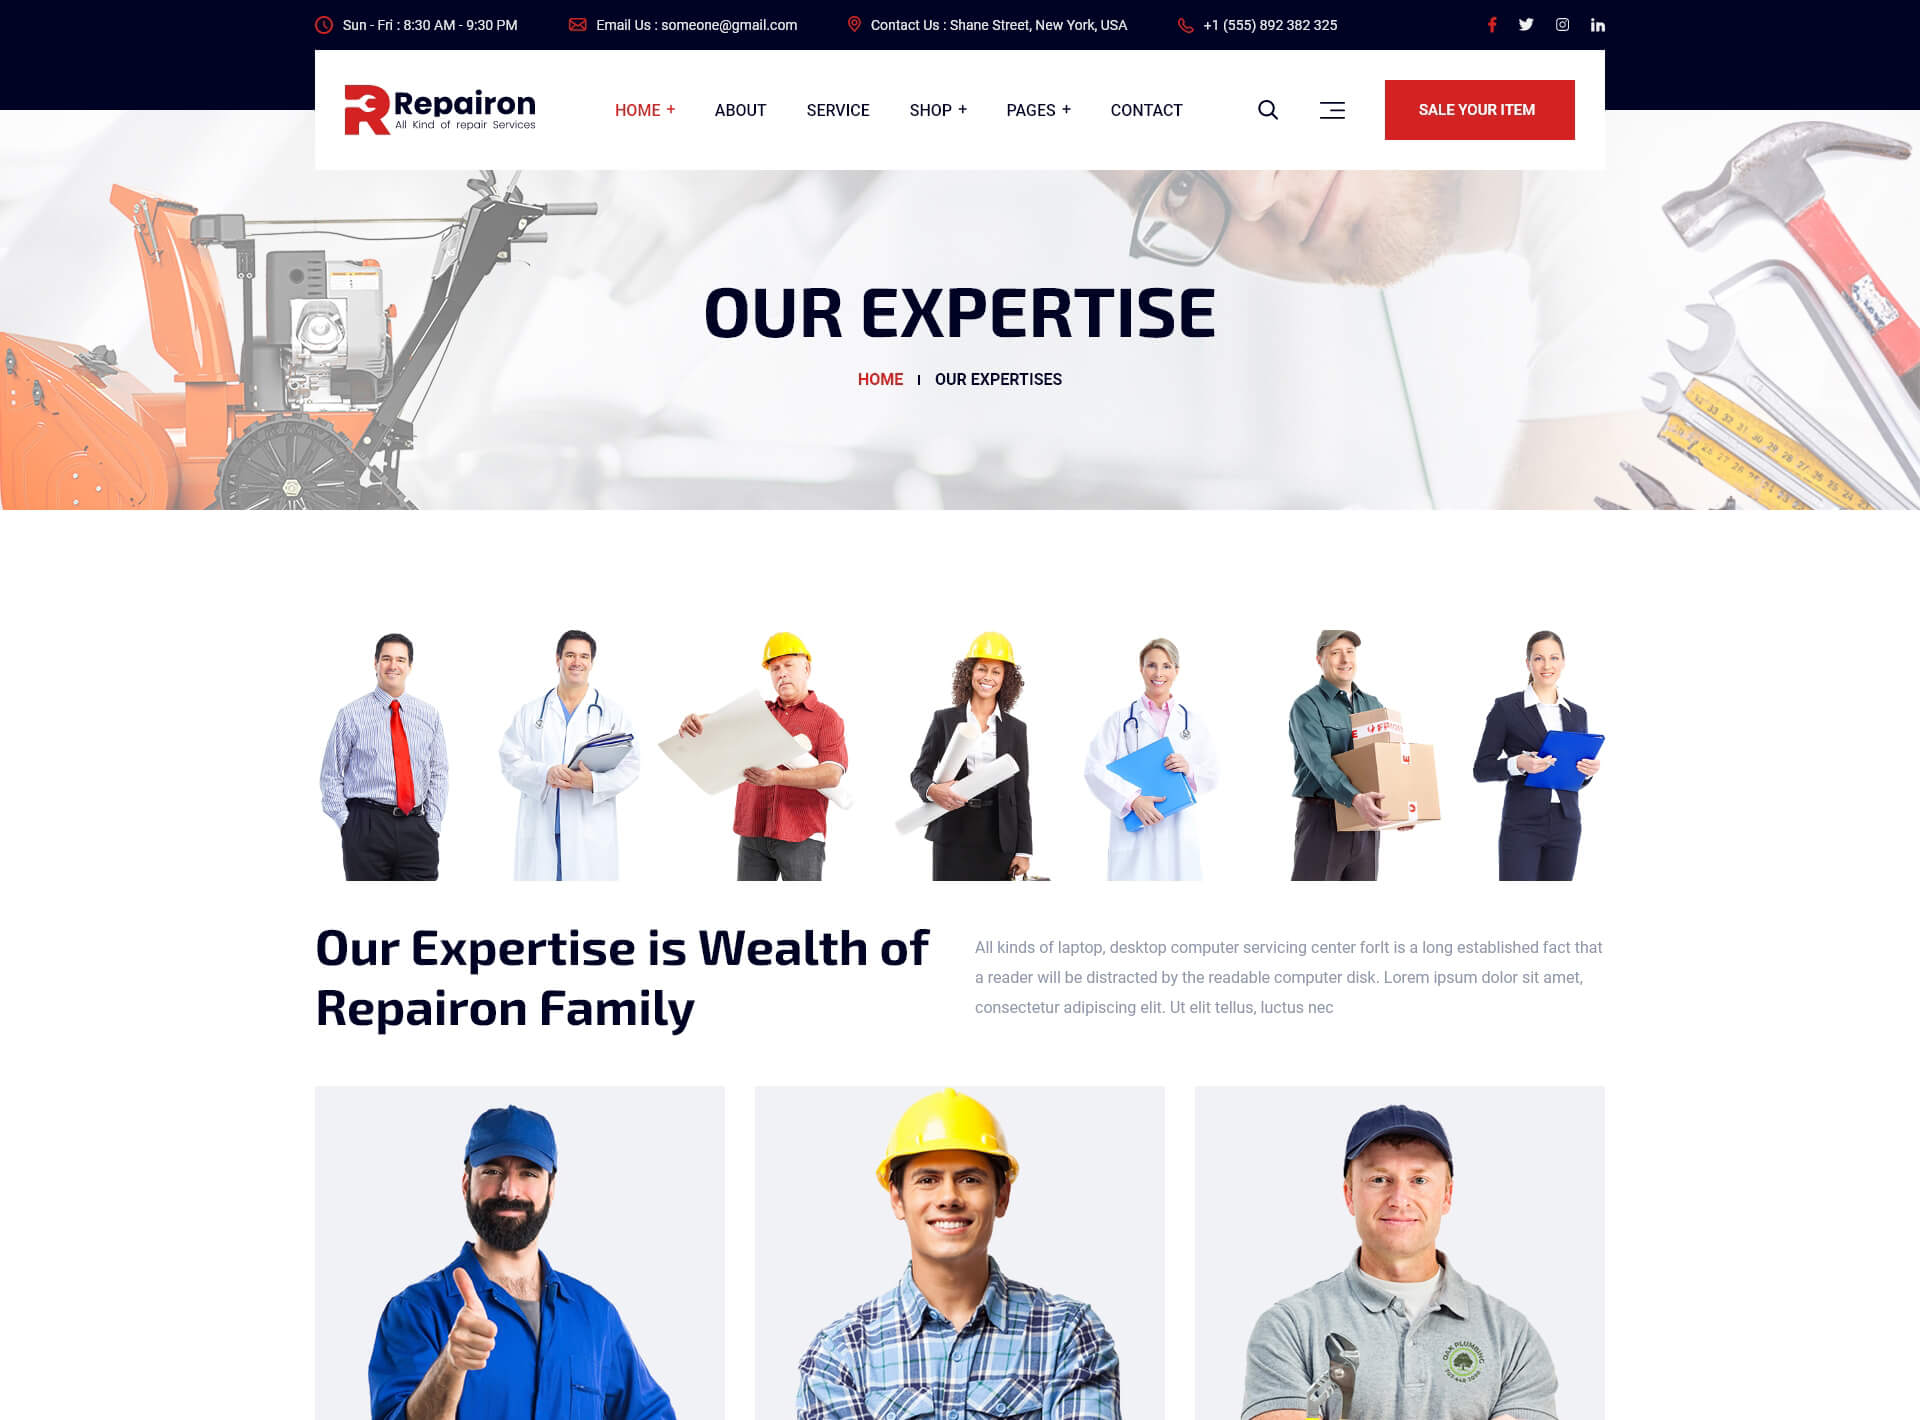 Sun - Fri : 8:30 AM - 9:30 PM
Email Us : someone@gmail.com
Contact Us : Shane Street, New York, USA
+1 (555) 892 382 325
Repairon
All Kind of repair Services
HOME +
ABOUT
SERVICE
SHOP +
PAGES +
CONTACT
SALE YOUR ITEM
OUR EXPERTISE
HOME
OUR EXPERTISES
Our Expertise is Wealth of
Repairon Family
All kinds of laptop, desktop computer servicing center forIt is a long established fact that
a reader will be distracted by the readable computer disk. Lorem ipsum dolor sit amet,
consectetur adipiscing elit. Ut elit tellus, luctus nec
OAK PLUMBING